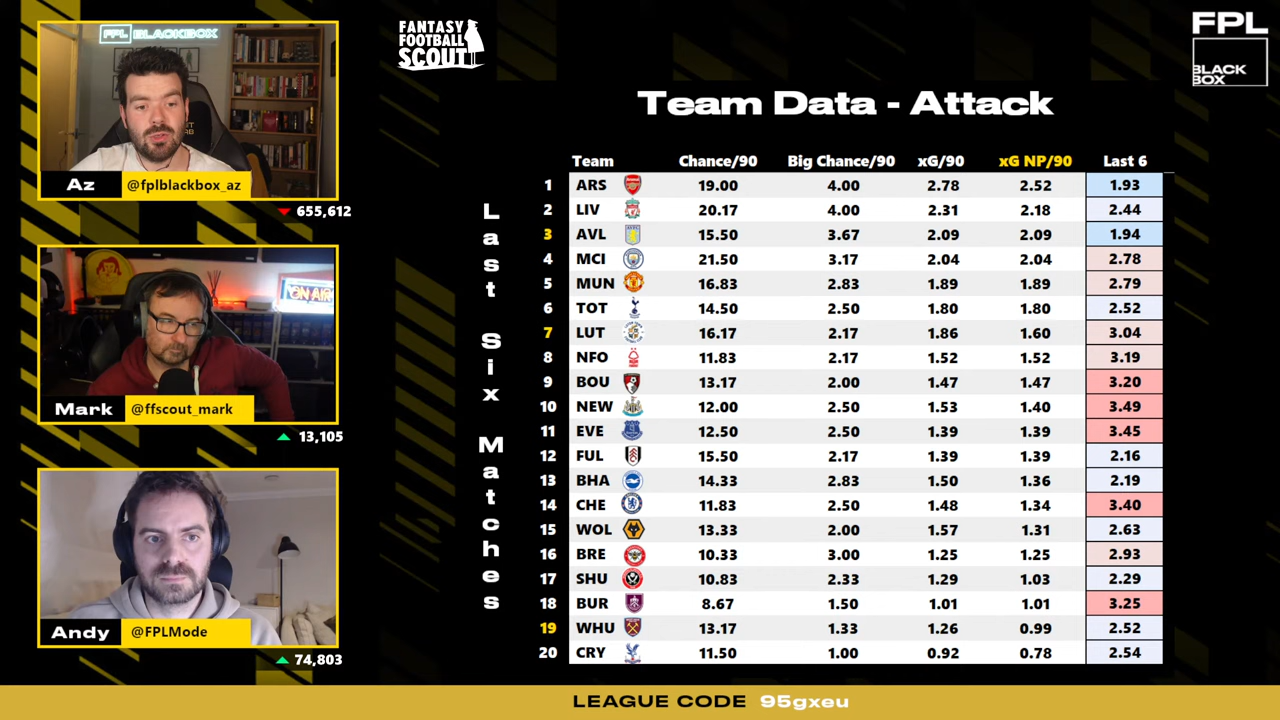 FPL BLACKBOX
Az @fplblackbox_az
655,612
ON AIR
Mark @ffscout_mark
13,105
Andy @FPLMode
74,803
FANTASY
FOOTBALL
SCOUT
FPL
BLACK
BOX
Team Data - Attack
Last Six Matches
Team Chance/90 Big Chance/90 xG/90 xG NP/90 Last 6
1 ARS 19.00 4.00 2.78 2.52 1.93
2 LIV 20.17 4.00 2.31 2.18 2.44
3 AVL 15.50 3.67 2.09 2.09 1.94
4 MCI 21.50 3.17 2.04 2.04 2.78
5 MUN 16.83 2.83 1.89 1.89 2.79
6 TOT 14.50 2.50 1.80 1.80 2.52
7 LUT 16.17 2.17 1.86 1.60 3.04
8 NFO 11.83 2.17 1.52 1.52 3.19
9 BOU 13.17 2.00 1.47 1.47 3.20
10 NEW 12.00 2.50 1.53 1.40 3.49
11 EVE 12.50 2.50 1.39 1.39 3.45
12 FUL 15.50 2.17 1.39 1.39 2.16
13 BHA 14.33 2.83 1.50 1.36 2.19
14 CHE 11.83 2.50 1.48 1.34 3.40
15 WOL 13.33 2.00 1.57 1.31 2.63
16 BRE 10.33 3.00 1.25 1.25 2.93
17 SHU 10.83 2.33 1.29 1.03 2.29
18 BUR 8.67 1.50 1.01 1.01 3.25
19 WHU 13.17 1.33 1.26 0.99 2.52
20 CRY 11.50 1.00 0.92 0.78 2.54
LEAGUE CODE 95gxeu